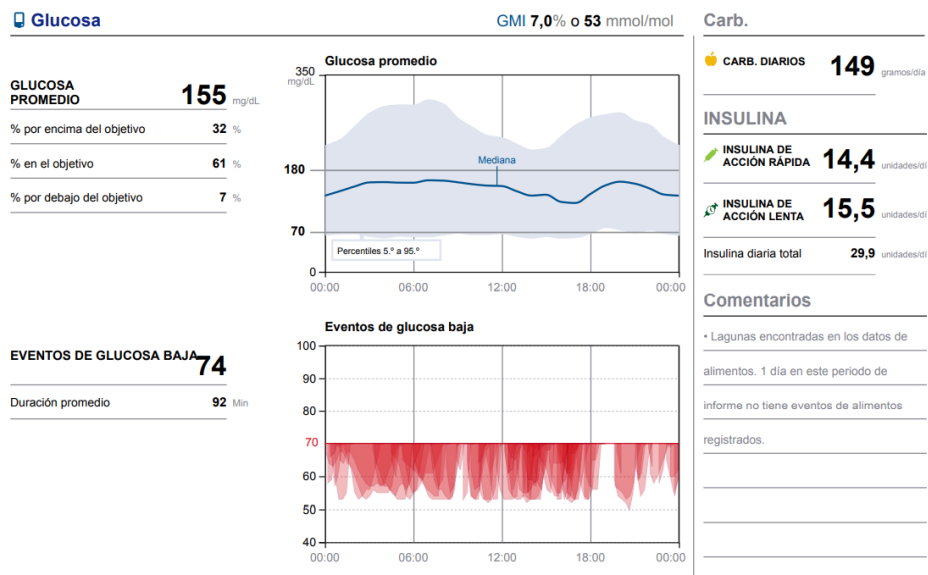 Glucosa
GMI 7,0% o 53 mmol/mol
GLUCOSA
PROMEDIO
155 mg/dL
% por encima del objetivo 32 %
% en el objetivo 61 %
% por debajo del objetivo 7 %
Glucosa promedio
350
mg/dL
180
70
0
Mediana
Percentiles 5.º a 95.º
00:00 06:00 12:00 18:00 00:00
EVENTOS DE GLUCOSA BAJA 74
Duración promedio 92 Min
Eventos de glucosa baja
100
90
80
70
60
50
40
00:00 06:00 12:00 18:00 00:00
Carb.
CARB. DIARIOS 149 gramos/día
INSULINA
INSULINA DE
ACCIÓN RÁPIDA
14,4 unidades/dí
INSULINA DE
ACCIÓN LENTA
15,5 unidades/dí
Insulina diaria total 29,9 unidades/dí
Comentarios
• Lagunas encontradas en los datos de
alimentos. 1 día en este periodo de
informe no tiene eventos de alimentos
registrados.